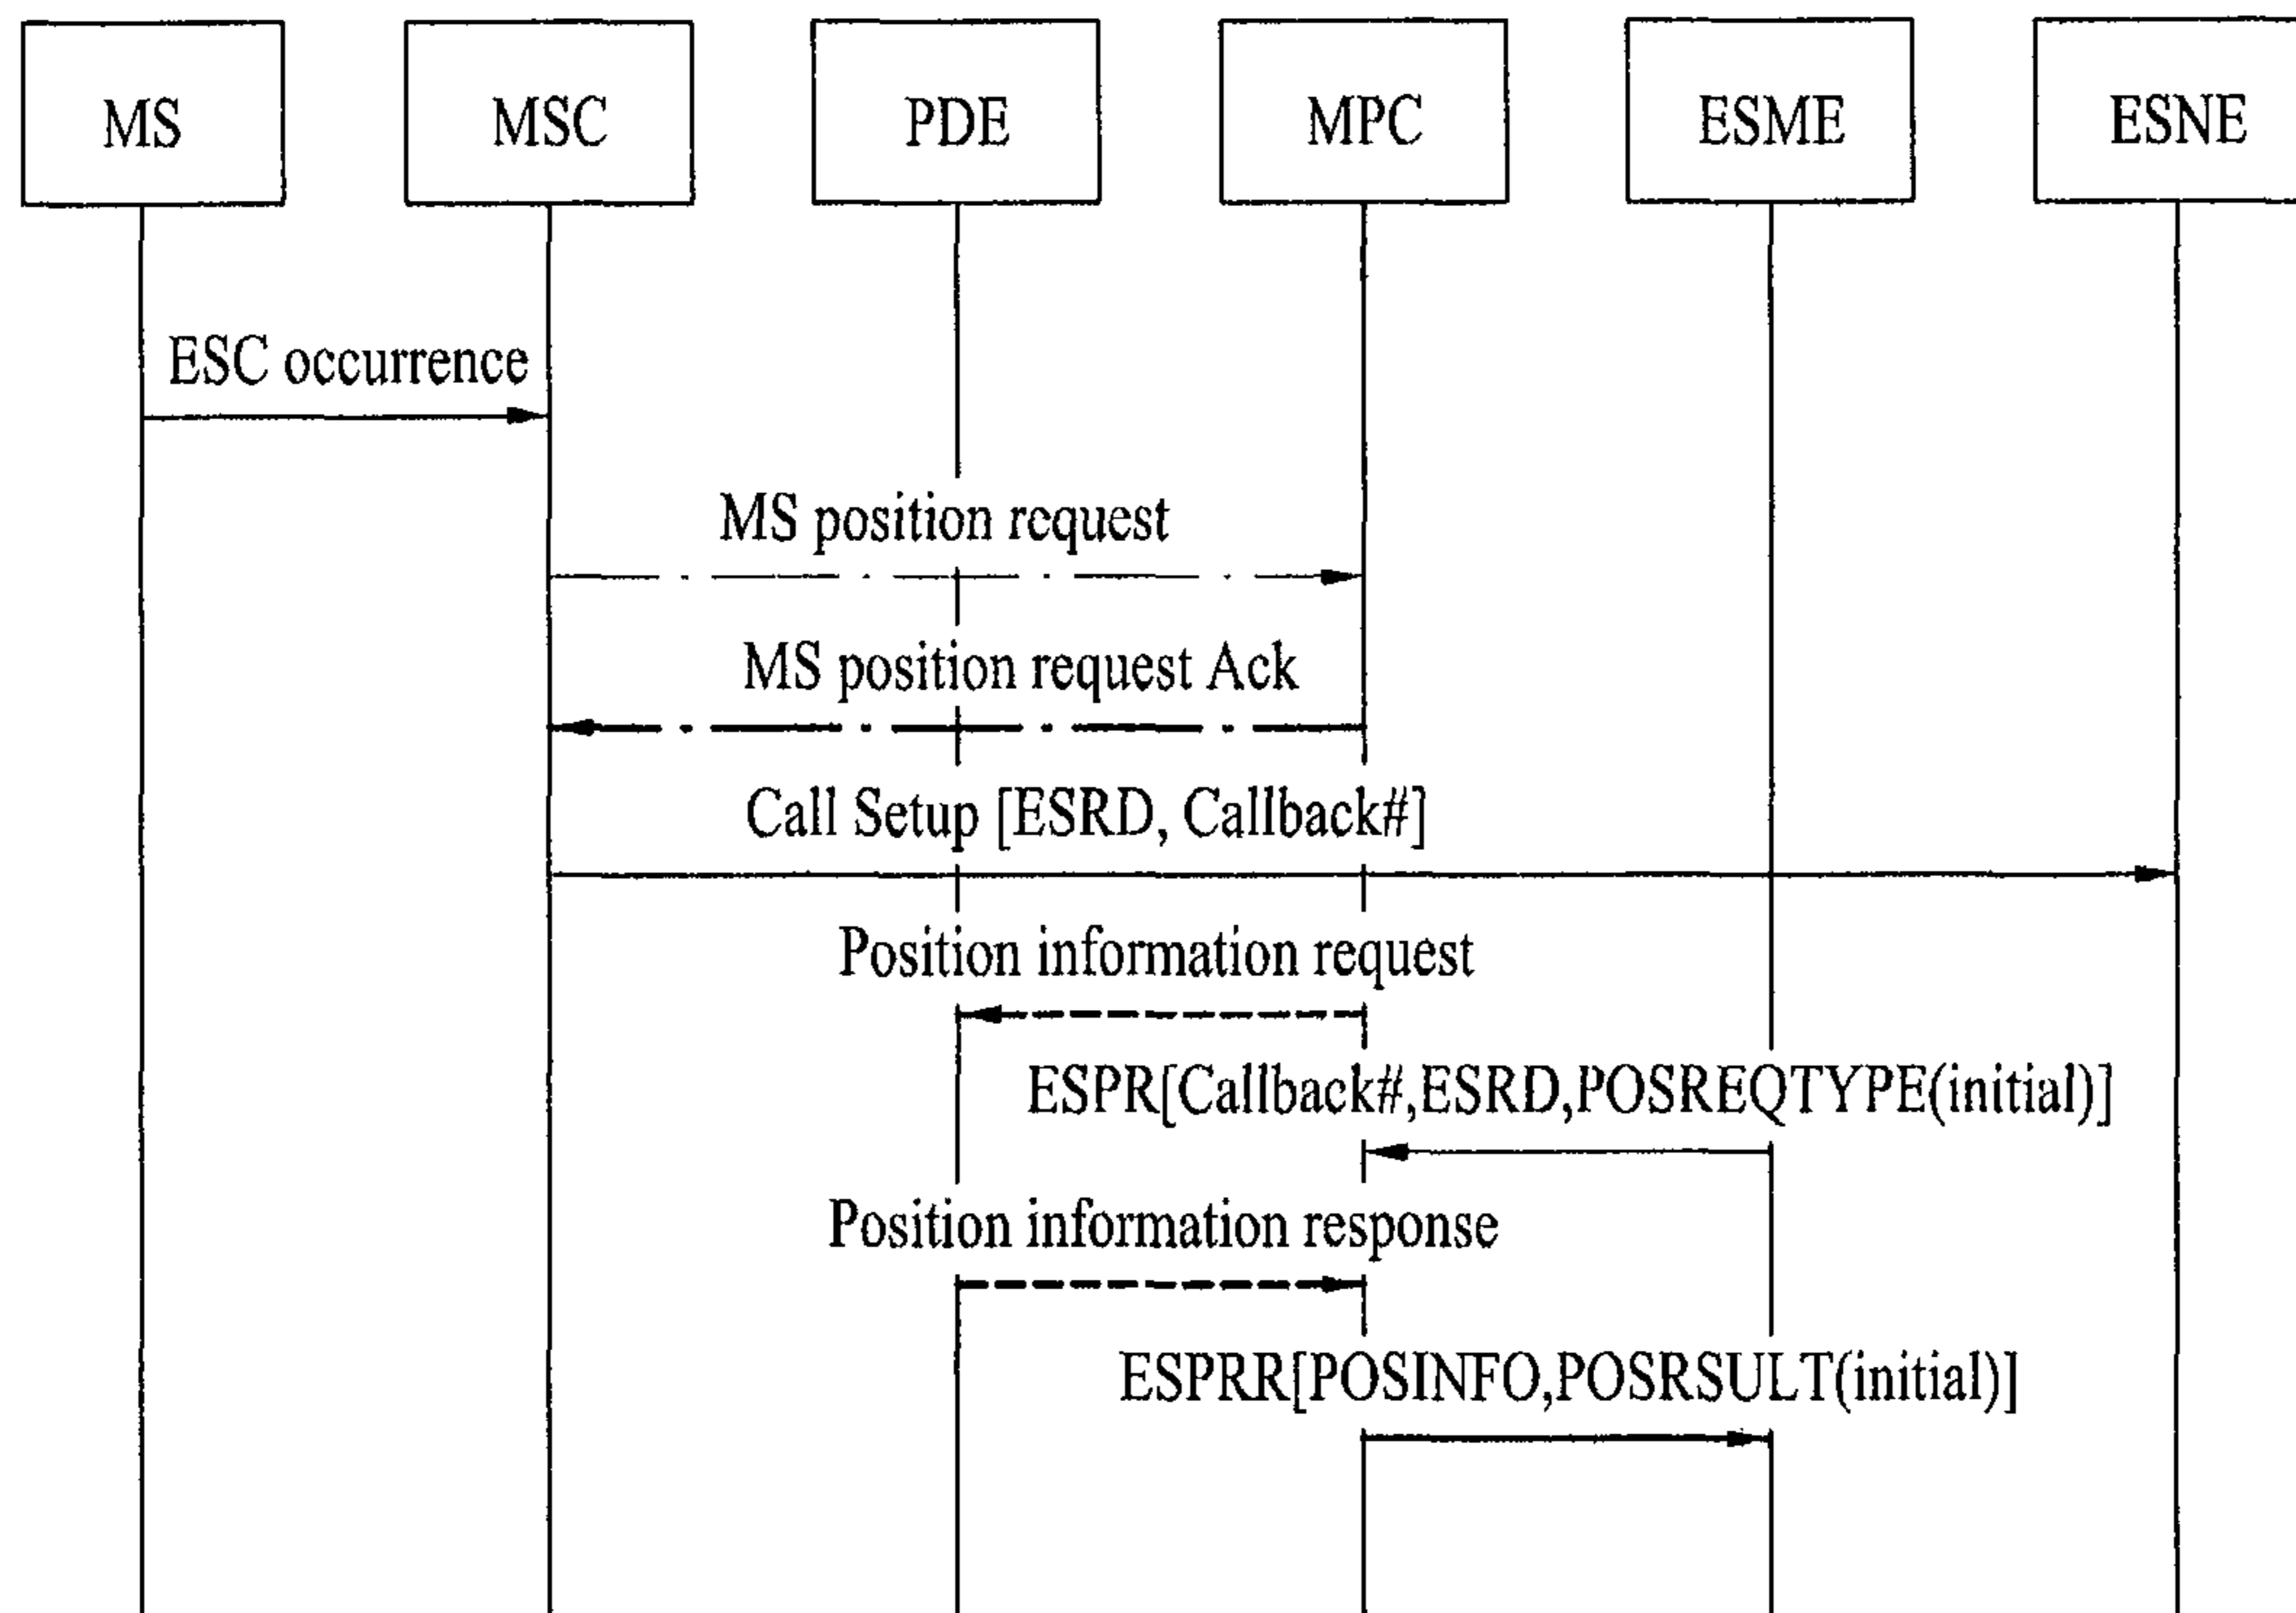 MS
MSC
PDE
MPC
ESME
ESNE
ESC occurrence
MS position request
MS position request Ack
Call Setup [ESRD, Callback#]
Position information request
ESPR[Callback#,ESRD,POSREQTYPE(initial)]
Position information response
ESPRR[POSINFO,POSRSULT(initial)]